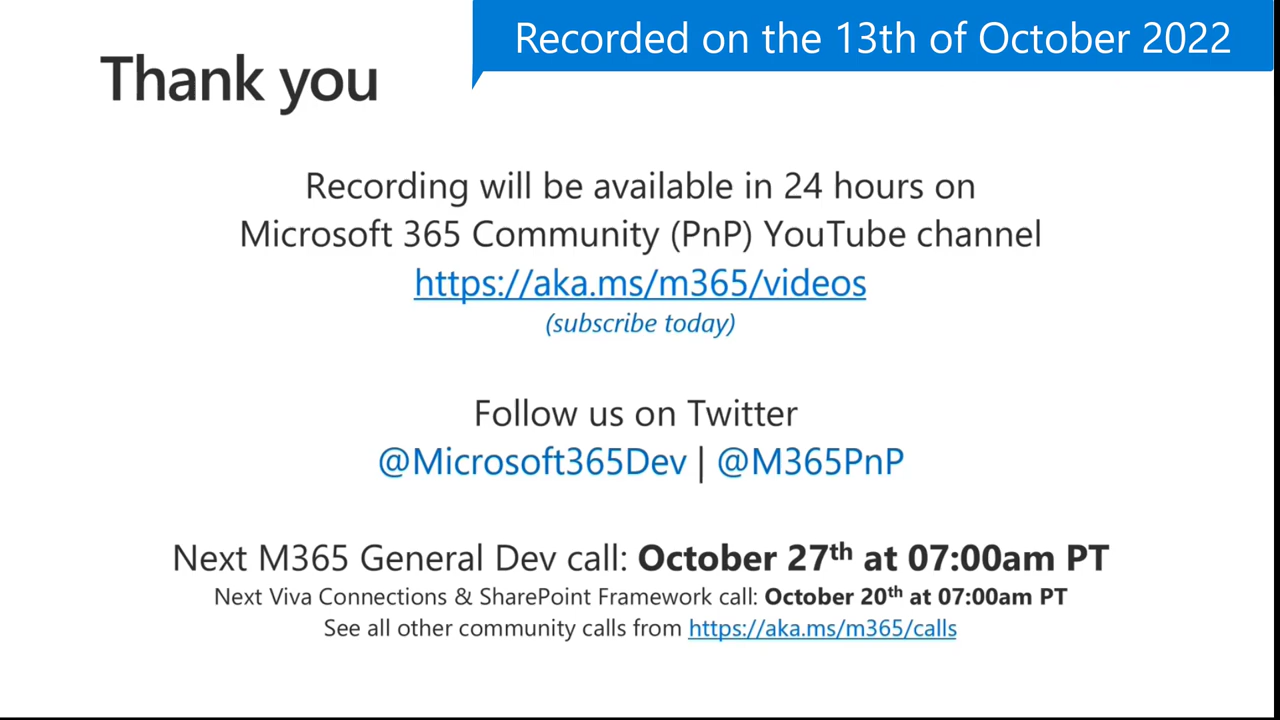 Recorded on the 13th of October 2022
Thank you
Recording will be available in 24 hours on
Microsoft 365 Community (PnP) YouTube channel
https://aka.ms/m365/videos
(subscribe today)
Follow us on Twitter
@Microsoft365Dev | @M365PnP
Next M365 General Dev call: October 27th at 07:00am PT
Next Viva Connections & SharePoint Framework call: October 20th at 07:00am PT
See all other community calls from https://aka.ms/m365/calls